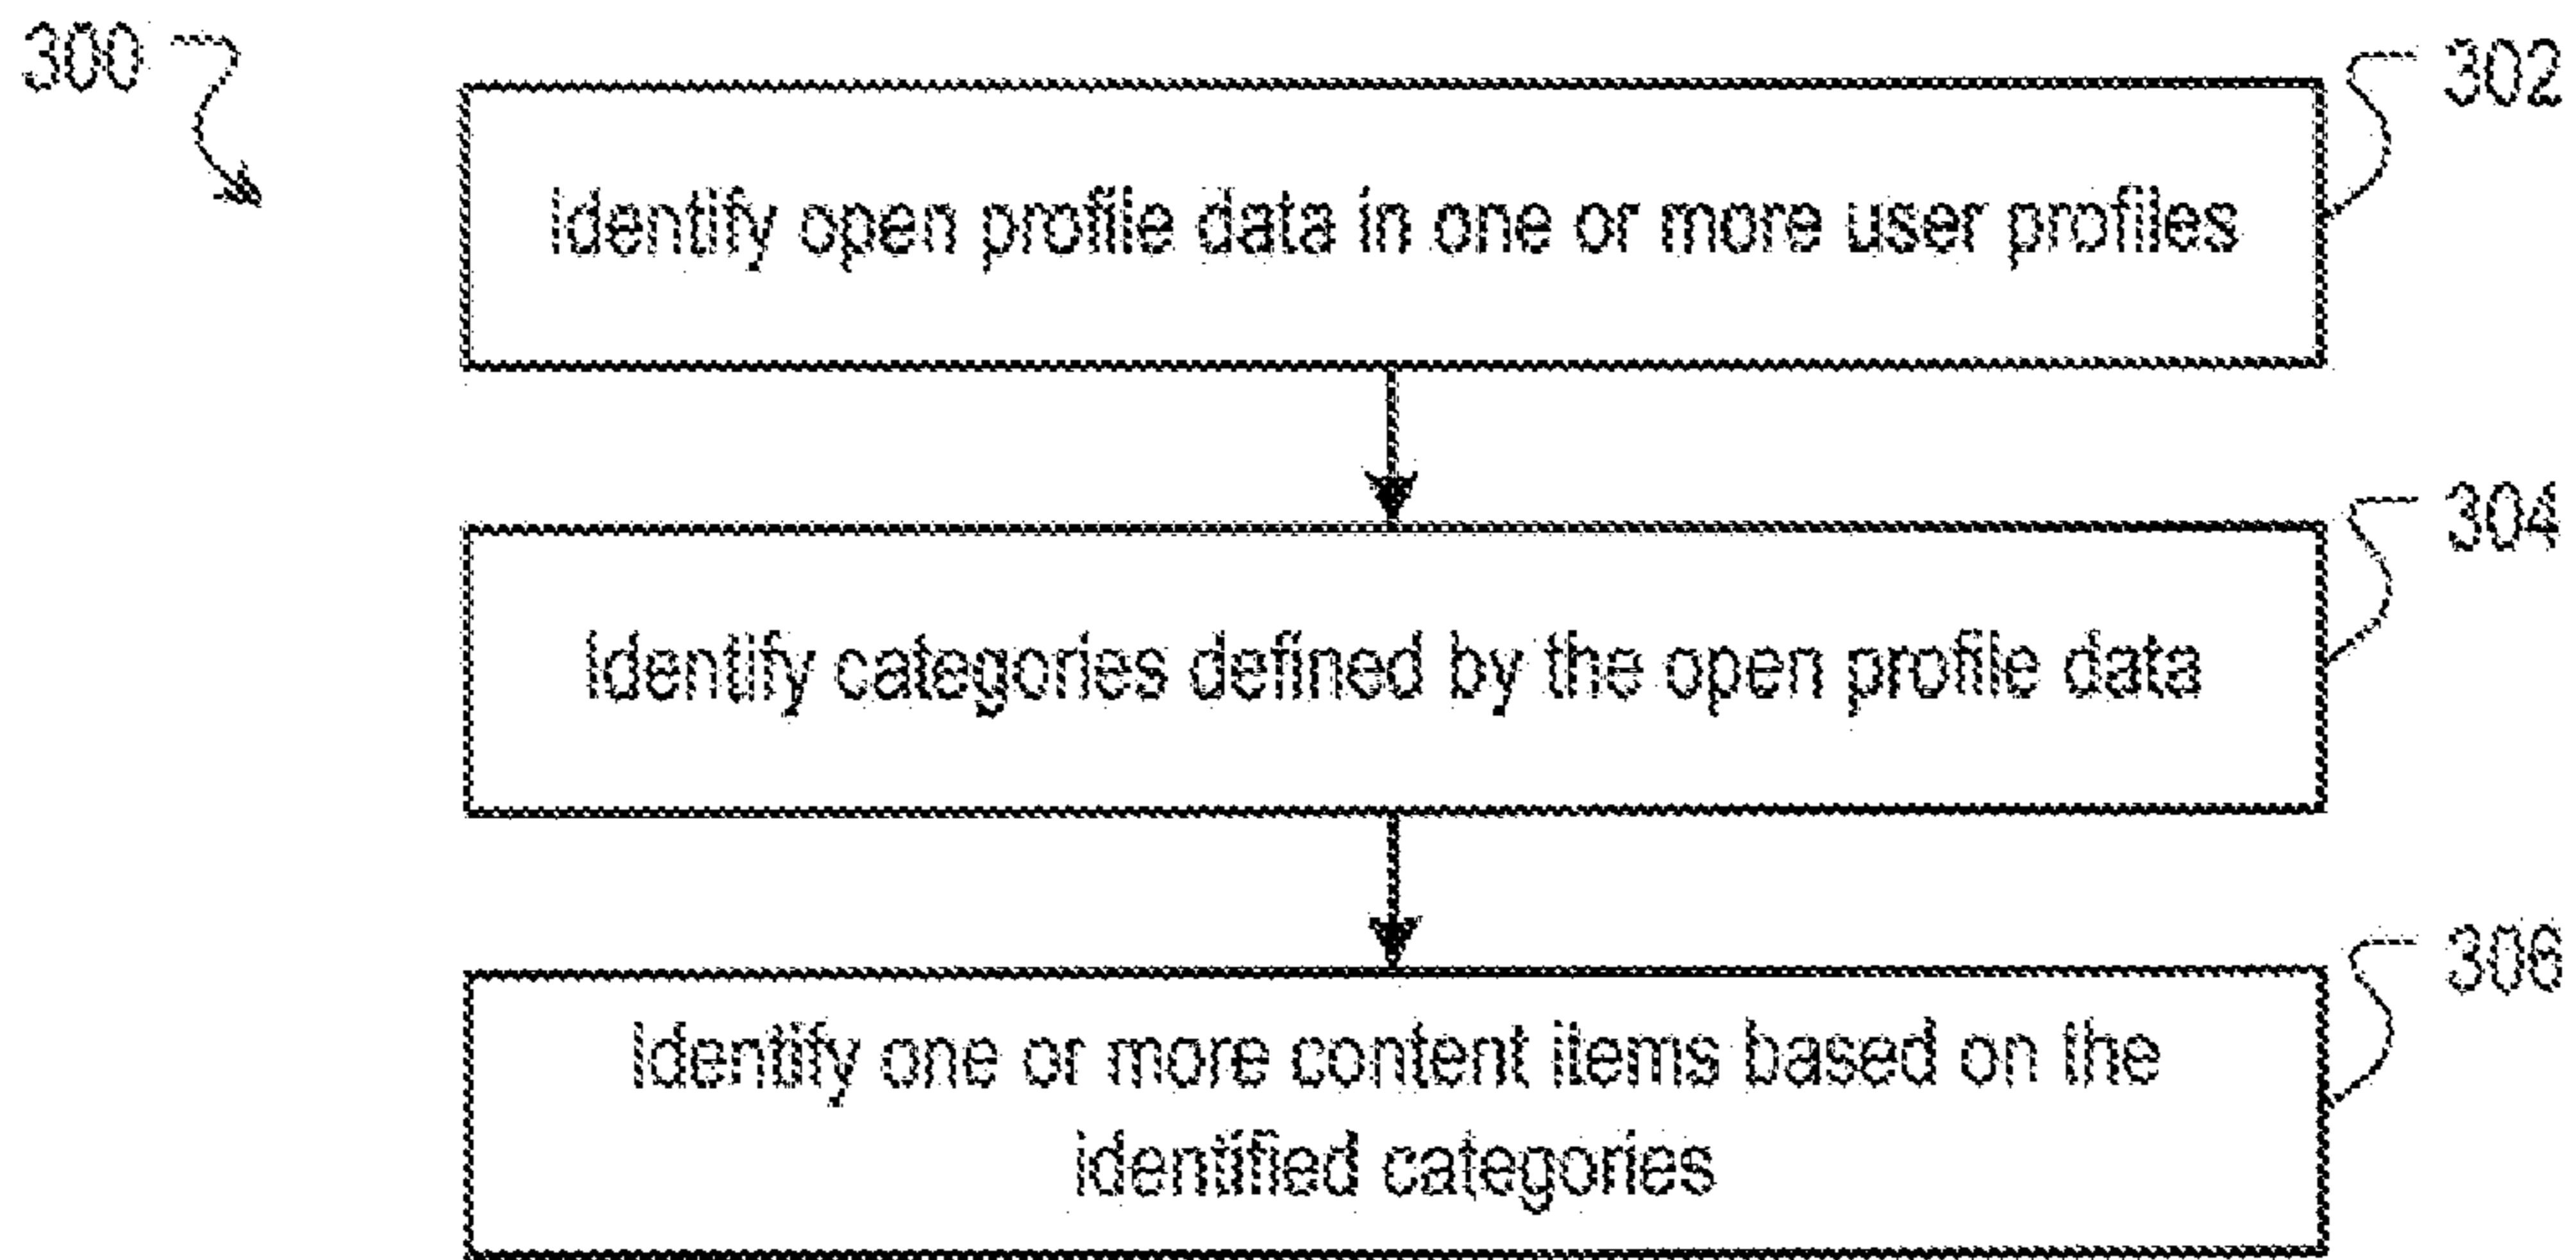 300
302
Identify open profile data in one or more user profiles
304
Identify categories defined by the open profile data
306
Identify one or more content items based on the
identified categories